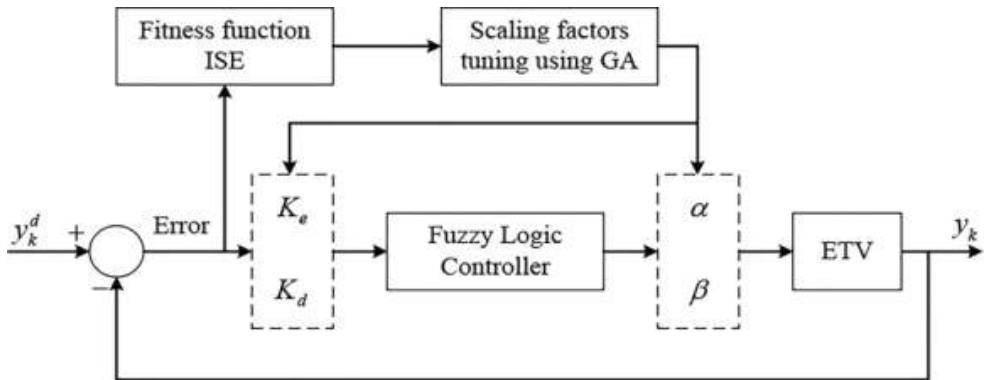 Fitness function
ISE
Scaling factors
tuning using GA
y_k^d
+
−
Error
K_e
K_d
Fuzzy Logic
Controller
α
β
ETV
y_k